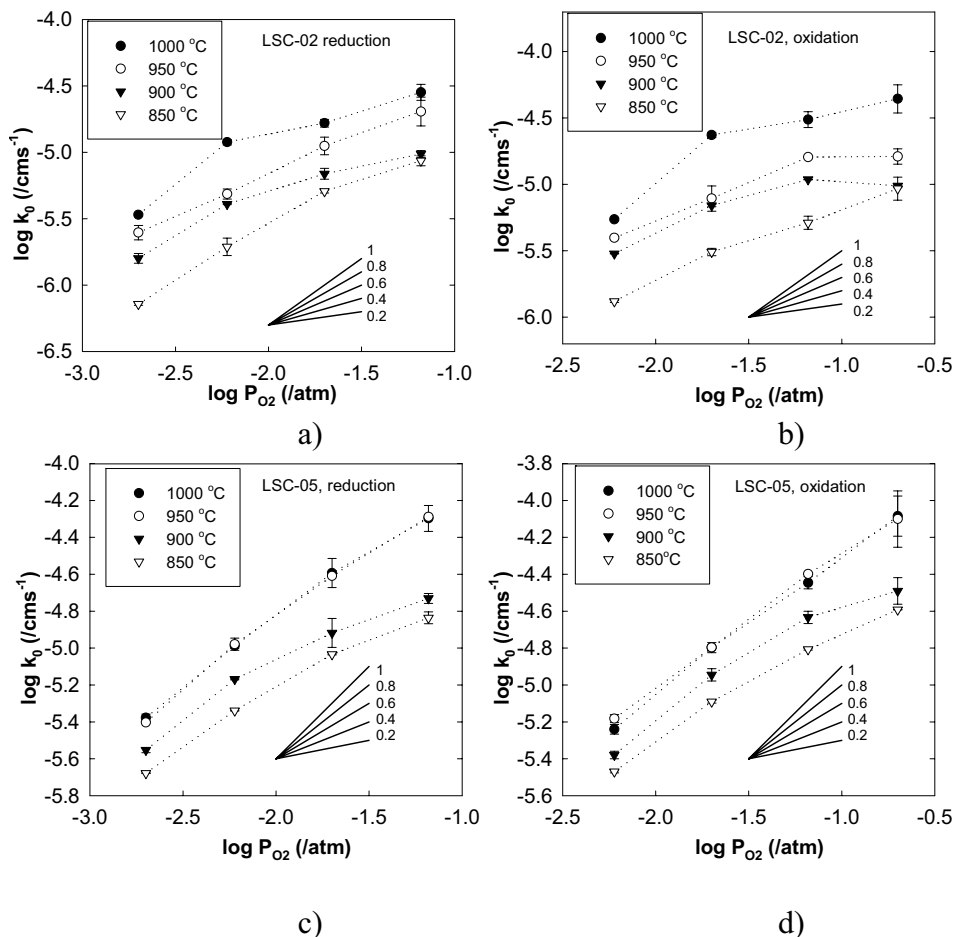 LSC-02 reduction
1000 °C
950 °C
900 °C
850 °C
-4.0
-4.5
-5.0
-5.5
-6.0
-6.5
log k0 (/cms-1)
1
0.8
0.6
0.4
0.2
-3.0 -2.5 -2.0 -1.5 -1.0
log PO2 (/atm)
a)
LSC-02, oxidation
1000 °C
950 °C
900 °C
850 °C
-4.0
-4.5
-5.0
-5.5
-6.0
log k0 (/cms-1)
1
0.8
0.6
0.4
0.2
-2.5 -2.0 -1.5 -1.0 -0.5
log PO2 (/atm)
b)
LSC-05, reduction
1000 °C
950 °C
900 °C
850 °C
-4.0
-4.2
-4.4
-4.6
-4.8
-5.0
-5.2
-5.4
-5.6
-5.8
log k0 (/cms-1)
1
0.8
0.6
0.4
0.2
-3.0 -2.5 -2.0 -1.5 -1.0
log PO2 (/atm)
c)
LSC-05, oxidation
1000 °C
950 °C
900 °C
850°C
-3.8
-4.0
-4.2
-4.4
-4.6
-4.8
-5.0
-5.2
-5.4
-5.6
log k0 (/cms-1)
1
0.8
0.6
0.4
0.2
-2.5 -2.0 -1.5 -1.0 -0.5
log PO2 (/atm)
d)